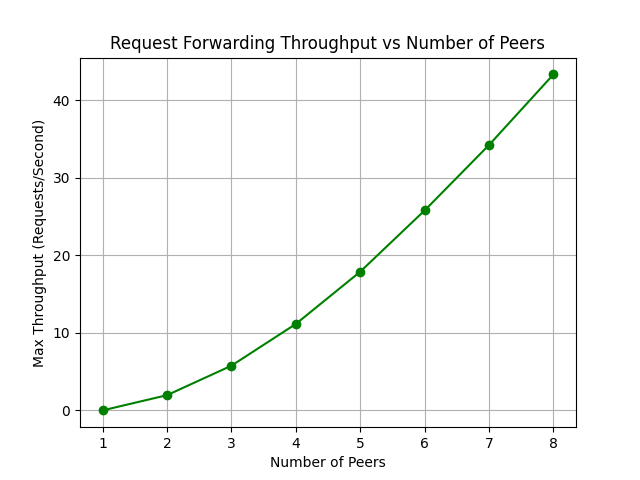 Request Forwarding Throughput vs Number of Peers
Max Throughput (Requests/Second)
40
30
20
10
0
1 2 3 4 5 6 7 8
Number of Peers